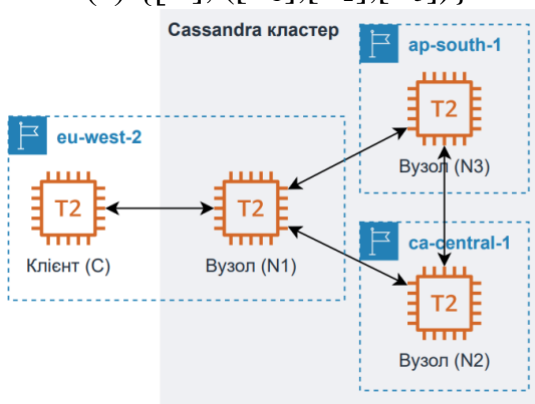 Cassandra кластер
ap-south-1
T2
Вузол (N3)
eu-west-2
T2
Клієнт (C)
T2
Вузол (N1)
ca-central-1
T2
Вузол (N2)